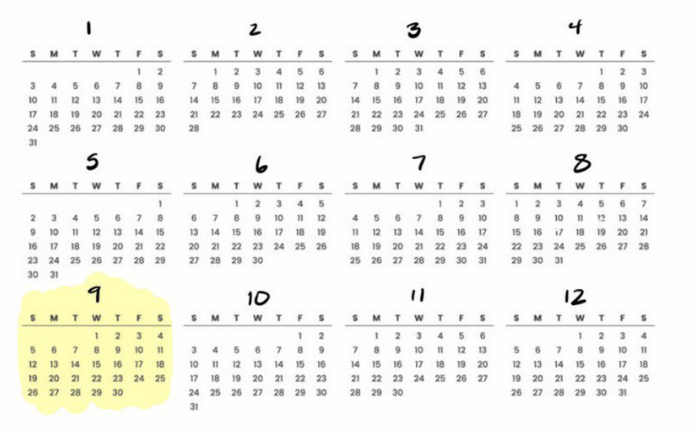 1
S M T W T F S
1 2
3 4 5 6 7 8 9
10 11 12 13 14 15 16
17 18 19 20 21 22 23
24 25 26 27 28 29 30
31
2
S M T W T F S
1 2 3 4 5 6
7 8 9 10 11 12 13
14 15 16 17 18 19 20
21 22 23 24 25 26 27
28
3
S M T W T F S
1 2 3 4 5 6
7 8 9 10 11 12 13
14 15 16 17 18 19 20
21 22 23 24 25 26 27
28 29 30 31
4
S M T W T F S
1 2 3
4 5 6 7 8 9 10
11 12 13 14 15 16 17
18 19 20 21 22 23 24
25 26 27 28 29 30
5
S M T W T F S
1
2 3 4 5 6 7 8
9 10 11 12 13 14 15
16 17 18 19 20 21 22
23 24 25 26 27 28 29
30 31
6
S M T W T F S
1 2 3 4 5
6 7 8 9 10 11 12
13 14 15 16 17 18 19
20 21 22 23 24 25 26
27 28 29 30
7
S M T W T F S
1 2 3
4 5 6 7 8 9 10
11 12 13 14 15 16 17
18 19 20 21 22 23 24
25 26 27 28 29 30 31
8
S M T W T F S
1 2 3 4 5 6 7
8 9 10 11 12 13 14
15 16 17 18 19 20 21
22 23 24 25 26 27 28
29 30 31
9
S M T W T F S
1 2 3 4
5 6 7 8 9 10 11
12 13 14 15 16 17 18
19 20 21 22 23 24 25
26 27 28 29 30
10
S M T W T F S
1 2
3 4 5 6 7 8 9
10 11 12 13 14 15 16
17 18 19 20 21 22 23
24 25 26 27 28 29 30
31
11
S M T W T F S
1 2 3 4 5 6
7 8 9 10 11 12 13
14 15 16 17 18 19 20
21 22 23 24 25 26 27
28 29 30
12
S M T W T F S
1 2 3 4
5 6 7 8 9 10 11
12 13 14 15 16 17 18
19 20 21 22 23 24 25
26 27 28 29 30 31